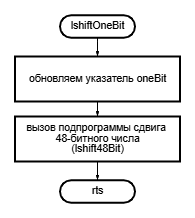 lshiftOneBit
обновляем указатель oneBit
вызов подпрограммы сдвига
48-битного числа
(lshift48Bit)
rts